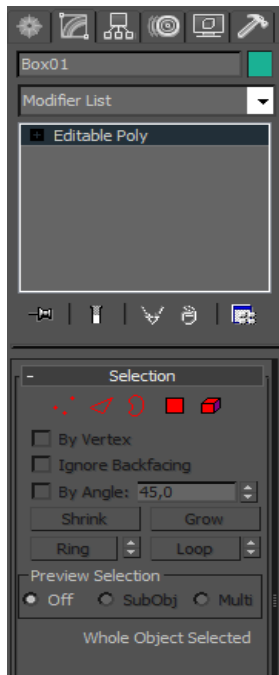 Box01
Modifier List
Editable Poly
- Selection
By Vertex
Ignore Backfacing
By Angle: 45,0
Shrink Grow
Ring Loop
Preview Selection
Off SubObj Multi
Whole Object Selected